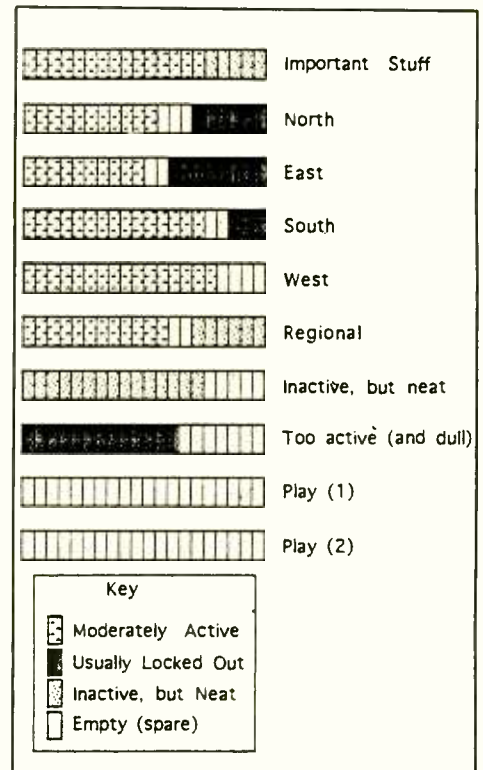 Important Stuff
North
East
South
West
Regional
Inactive, but neat
Too active (and dull)
Play (1)
Play (2)
Key
Moderately Active
Usually Locked Out
Inactive, but Neat
Empty (spare)